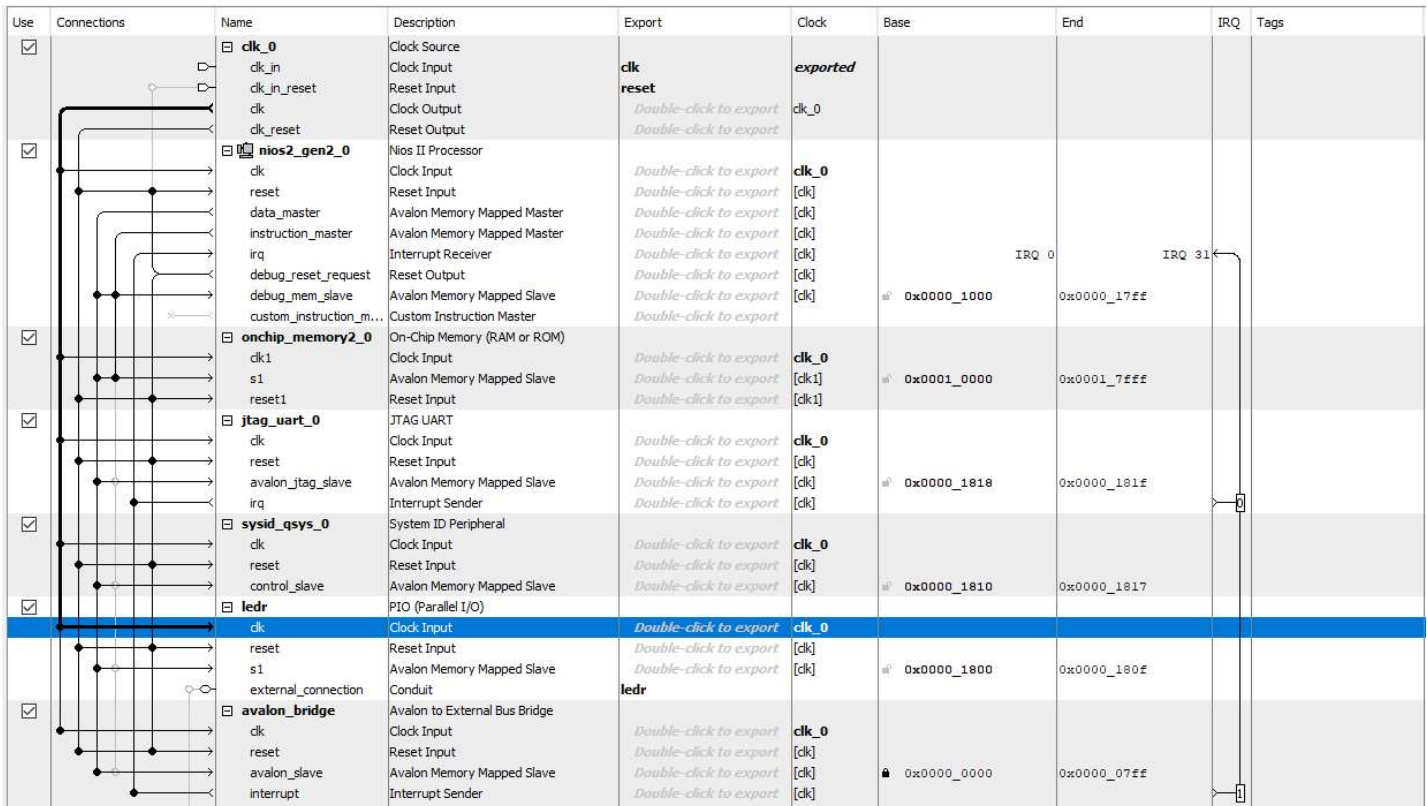 Use Connections Name Description Export Clock Base End IRQ Tags
clk_0 Clock Source
clk_in Clock Input clk exported
clk_in_reset Reset Input reset
clk Clock Output Double-click to export clk_0
clk_reset Reset Output Double-click to export
nios2_gen2_0 Nios II Processor
clk Clock Input Double-click to export clk_0
reset Reset Input Double-click to export [clk]
data_master Avalon Memory Mapped Master Double-click to export [clk]
instruction_master Avalon Memory Mapped Master Double-click to export [clk]
irq Interrupt Receiver Double-click to export [clk] IRQ 0 IRQ 31
debug_reset_request Reset Output Double-click to export [clk]
debug_mem_slave Avalon Memory Mapped Slave Double-click to export [clk] 0x0000_1000 0x0000_17ff
custom_instruction_m... Custom Instruction Master Double-click to export
onchip_memory2_0 On-Chip Memory (RAM or ROM)
clk1 Clock Input Double-click to export clk_0
s1 Avalon Memory Mapped Slave Double-click to export [clk1] 0x0001_0000 0x0001_7fff
reset1 Reset Input Double-click to export [clk1]
jtag_uart_0 JTAG UART
clk Clock Input Double-click to export clk_0
reset Reset Input Double-click to export [clk]
avalon_jtag_slave Avalon Memory Mapped Slave Double-click to export [clk] 0x0000_1818 0x0000_181f
irq Interrupt Sender Double-click to export [clk] 0
sysid_qsys_0 System ID Peripheral
clk Clock Input Double-click to export clk_0
reset Reset Input Double-click to export [clk]
control_slave Avalon Memory Mapped Slave Double-click to export [clk] 0x0000_1810 0x0000_1817
ledr PIO (Parallel I/O)
clk Clock Input Double-click to export clk_0
reset Reset Input Double-click to export [clk]
s1 Avalon Memory Mapped Slave Double-click to export [clk] 0x0000_1800 0x0000_180f
external_connection Conduit ledr
avalon_bridge Avalon to External Bus Bridge
clk Clock Input Double-click to export clk_0
reset Reset Input Double-click to export [clk]
avalon_slave Avalon Memory Mapped Slave Double-click to export [clk] 0x0000_0000 0x0000_07ff
interrupt Interrupt Sender Double-click to export [clk] 1